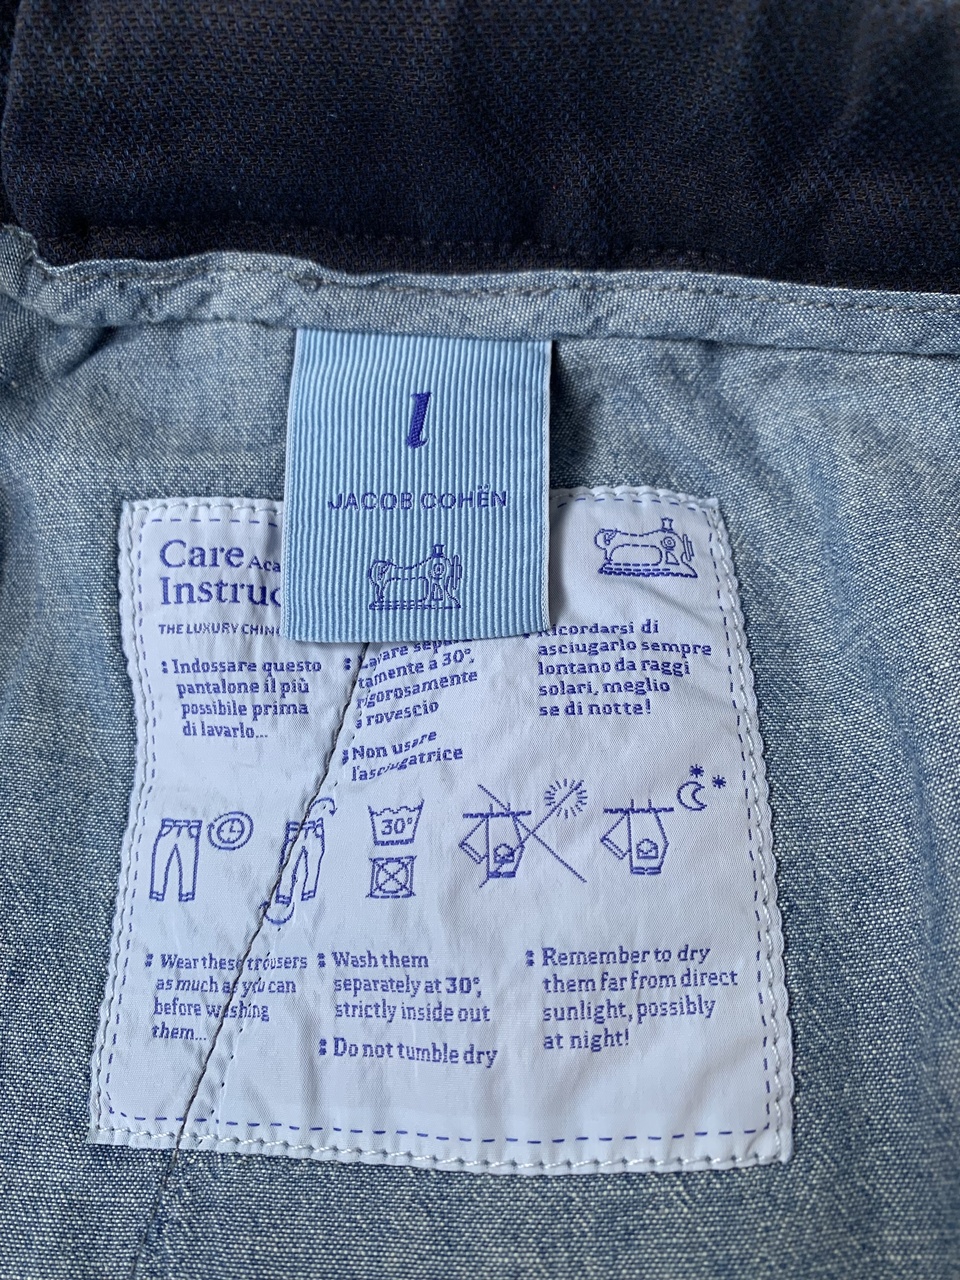 l
JACOB COHËN
Care
Instruc
THE LUXURY CHIN
Indossare questo
pantalone il più
possibile prima
di lavarlo...
Lavare separa
tamente a 30°,
rigorosamente
a rovescio
Non usare
l'asciugatrice
Ricordarsi di
asciugarlo sempre
lontano da raggi
solari, meglio
se di notte!
30°
Wear these trousers
as much as you can
before washing
them...
Wash them
separately at 30°,
strictly inside out
Do not tumble dry
Remember to dry
them far from direct
sunlight, possibly
at night!